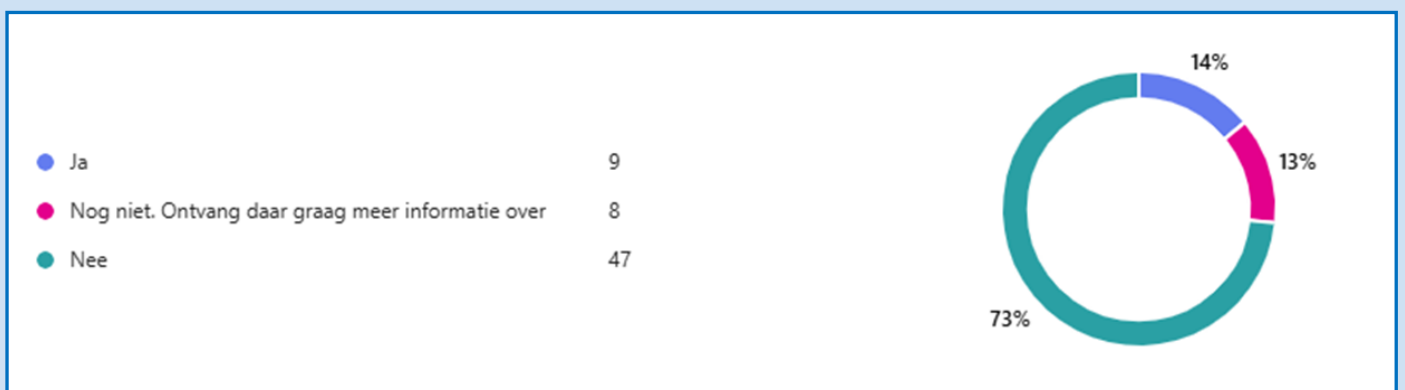 14%
Ja 9
13%
Nog niet. Ontvang daar graag meer informatie over 8
Nee 47
73%